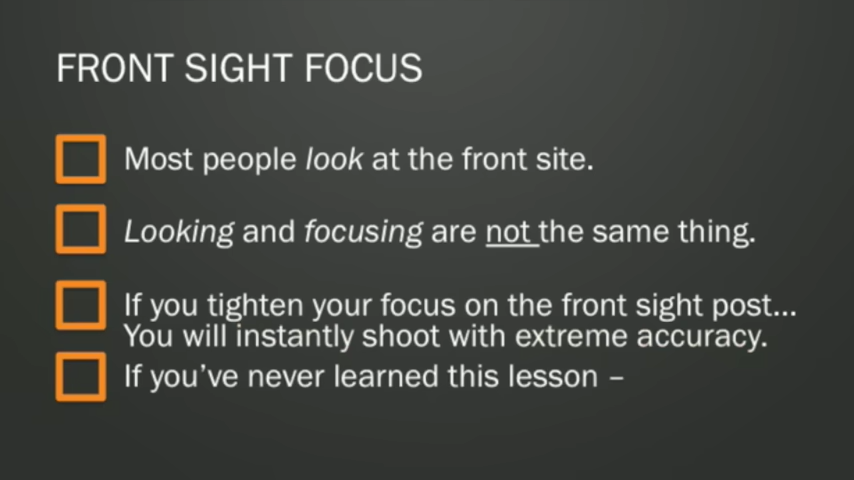 FRONT SIGHT FOCUS
Most people look at the front site.
Looking and focusing are not the same thing.
If you tighten your focus on the front sight post...
You will instantly shoot with extreme accuracy.
If you've never learned this lesson –